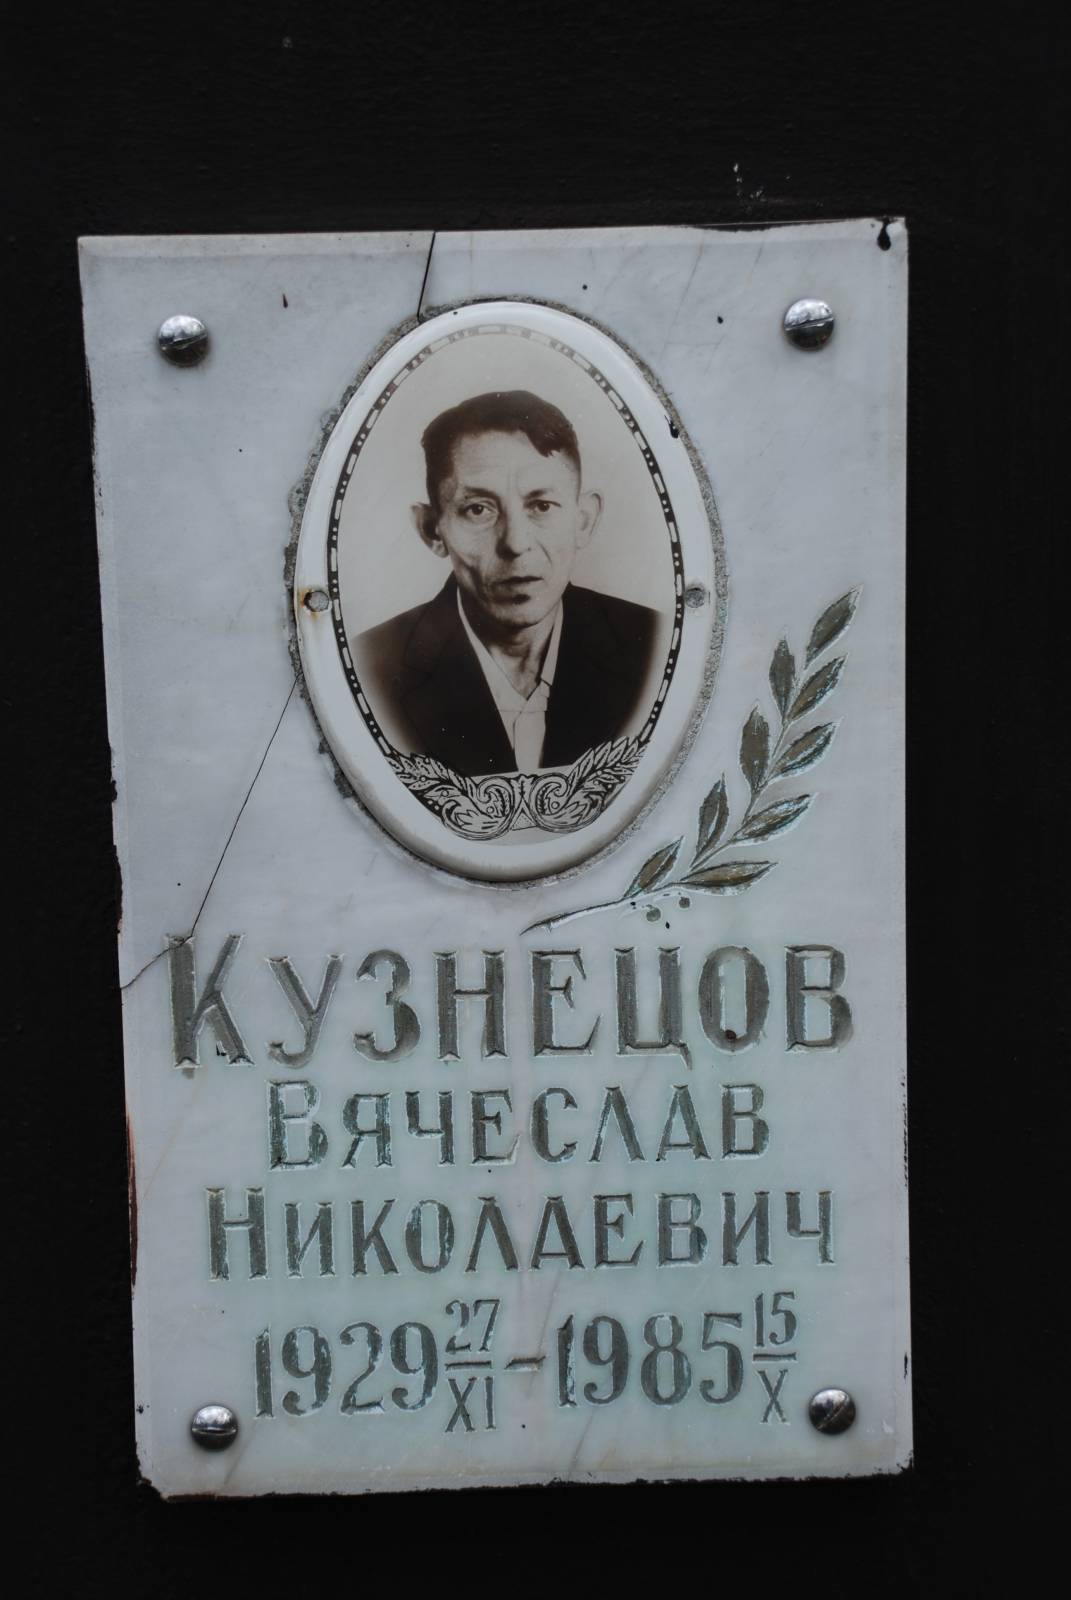 Кузнецов
Вячеслав
Николаевич
1929 27/XI – 1985 15/X